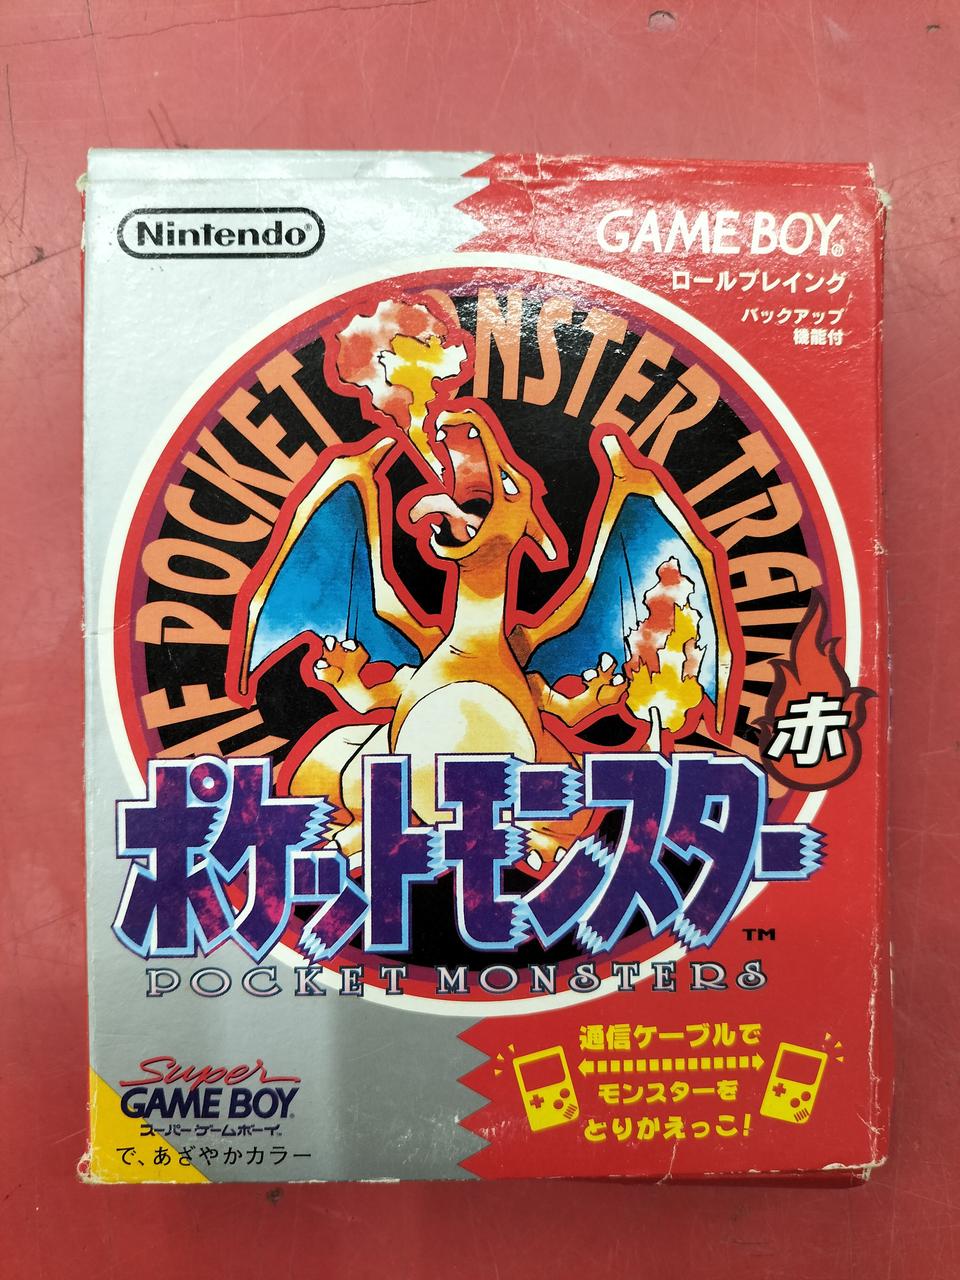 Nintendo®
GAME BOY®
ロールプレイング
バックアップ
機能付
POCKET MONSTER
赤
ポケットモンスター
TM
POCKET MONSTERS
通信ケーブルで
モンスターを
とりかえっこ!
Super
GAME BOY®
スーパーゲームボーイ
で、あざやかカラー